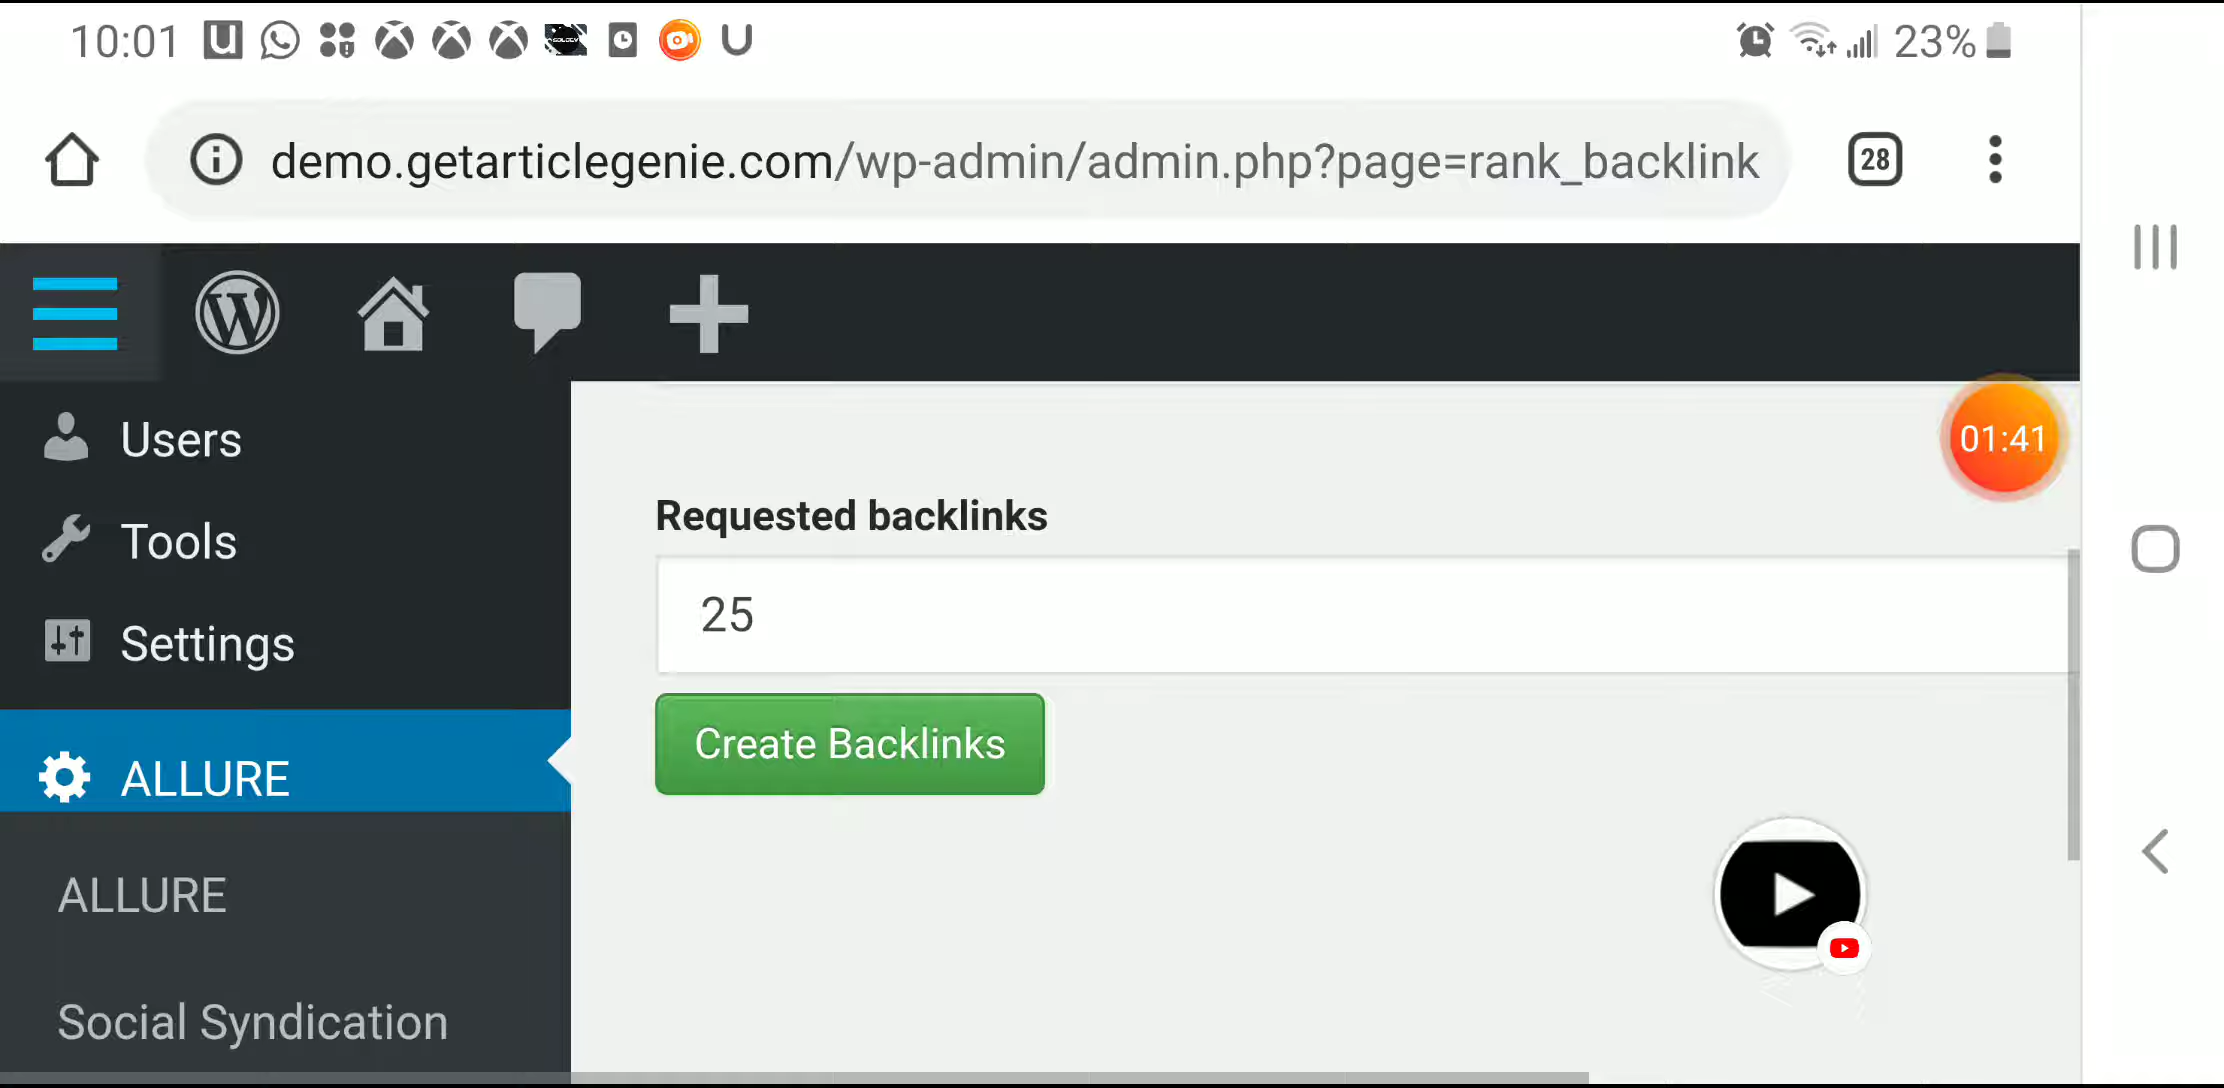 10:01 23%
demo.getarticlegenie.com/wp-admin/admin.php?page=rank_backlink 28
Users
01:41
Requested backlinks
Tools
25
Settings
Create Backlinks
ALLURE
ALLURE
Social Syndication